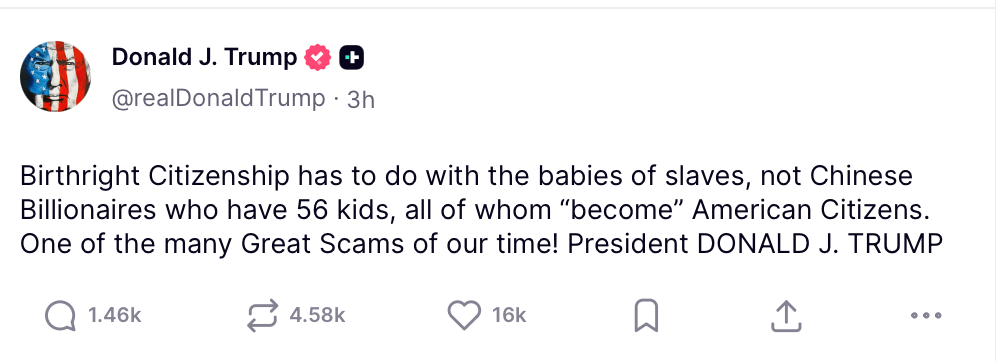 Donald J. Trump
@realDonaldTrump · 3h
Birthright Citizenship has to do with the babies of slaves, not Chinese
Billionaires who have 56 kids, all of whom “become” American Citizens.
One of the many Great Scams of our time! President DONALD J. TRUMP
1.46k 4.58k 16k